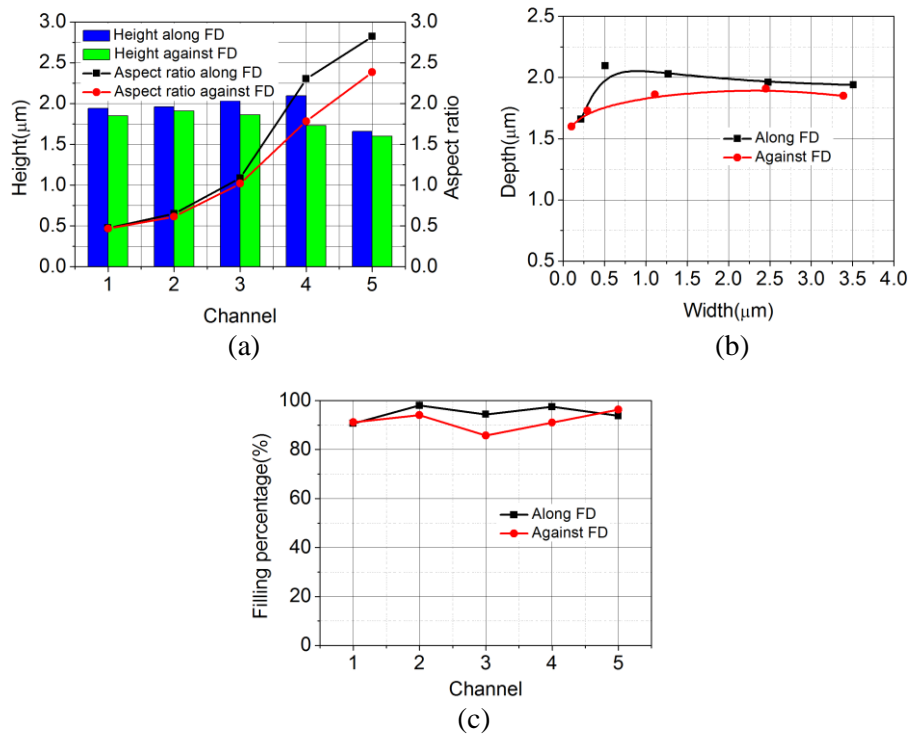 Height along FD
Height against FD
Aspect ratio along FD
Aspect ratio against FD
3.0
2.5
2.0
1.5
1.0
0.5
0.0
Height(μm)
3.0
2.5
2.0
1.5
1.0
0.5
0.0
Aspect ratio
1 2 3 4 5
Channel
(a)
2.5
2.0
1.5
1.0
0.5
Depth(μm)
Along FD
Against FD
0.0 0.5 1.0 1.5 2.0 2.5 3.0 3.5 4.0
Width(μm)
(b)
100
80
60
40
20
0
Filling percentage(%)
Along FD
Against FD
1 2 3 4 5
Channel
(c)